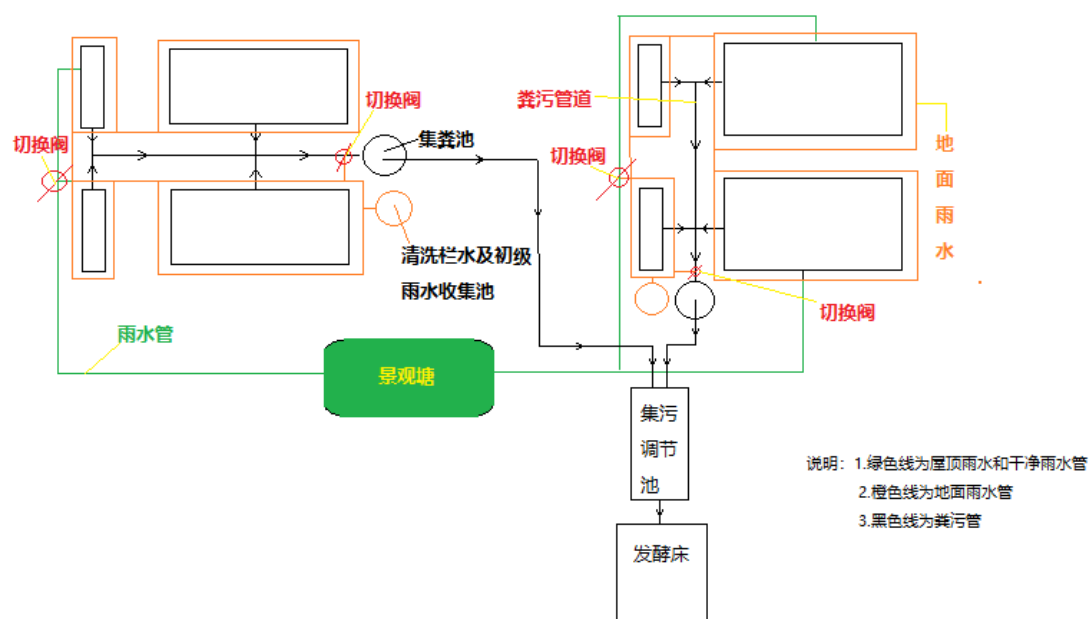 切换阀
粪污管道
切换阀
集粪池
切换阀
切换阀
地面雨水
清洗栏水及初级
雨水收集池
切换阀
雨水管
景观塘
集污
调节
池
发酵床
说明：1.绿色线为屋顶雨水和干净雨水管
2.橙色线为地面雨水管
3.黑色线为粪污管